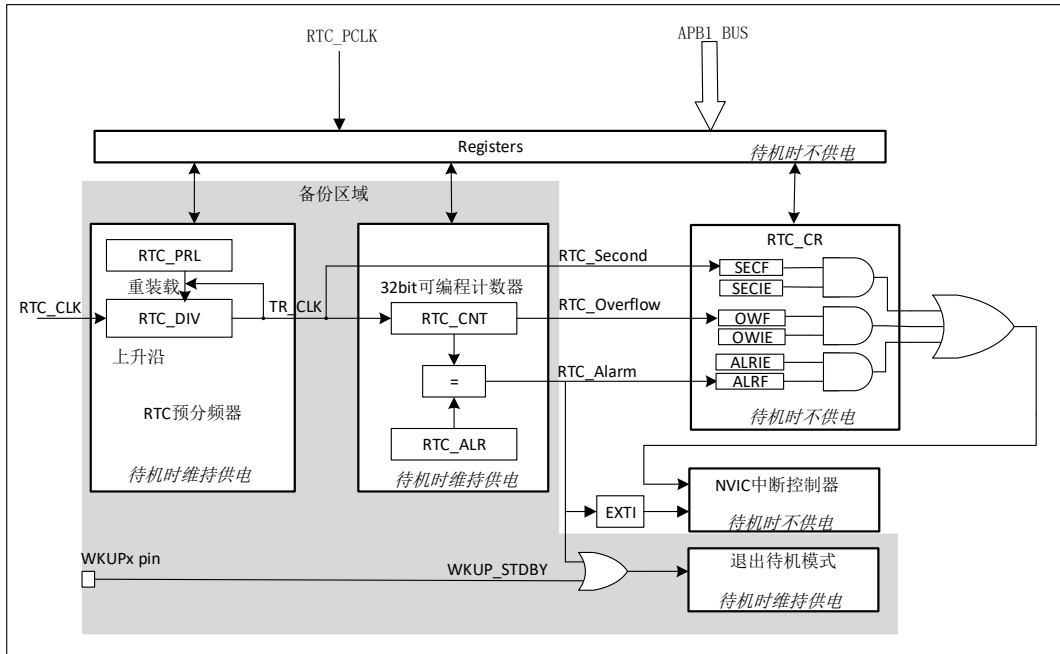 RTC_PCLK
APB1 BUS
Registers
待机时不供电
备份区域
RTC_PRL
重装载
RTC_CLK
RTC_DIV
TR_CLK
上升沿
RTC预分频器
待机时维持供电
32bit可编程计数器
RTC_CNT
=
RTC_ALR
待机时维持供电
RTC_Second
RTC_Overflow
RTC_Alarm
RTC_CR
SECF
SECIE
OWF
OWIE
ALRIE
ALRF
待机时不供电
EXTI
NVIC中断控制器
待机时不供电
WKUPx pin
WKUP_STDBY
退出待机模式
待机时维持供电